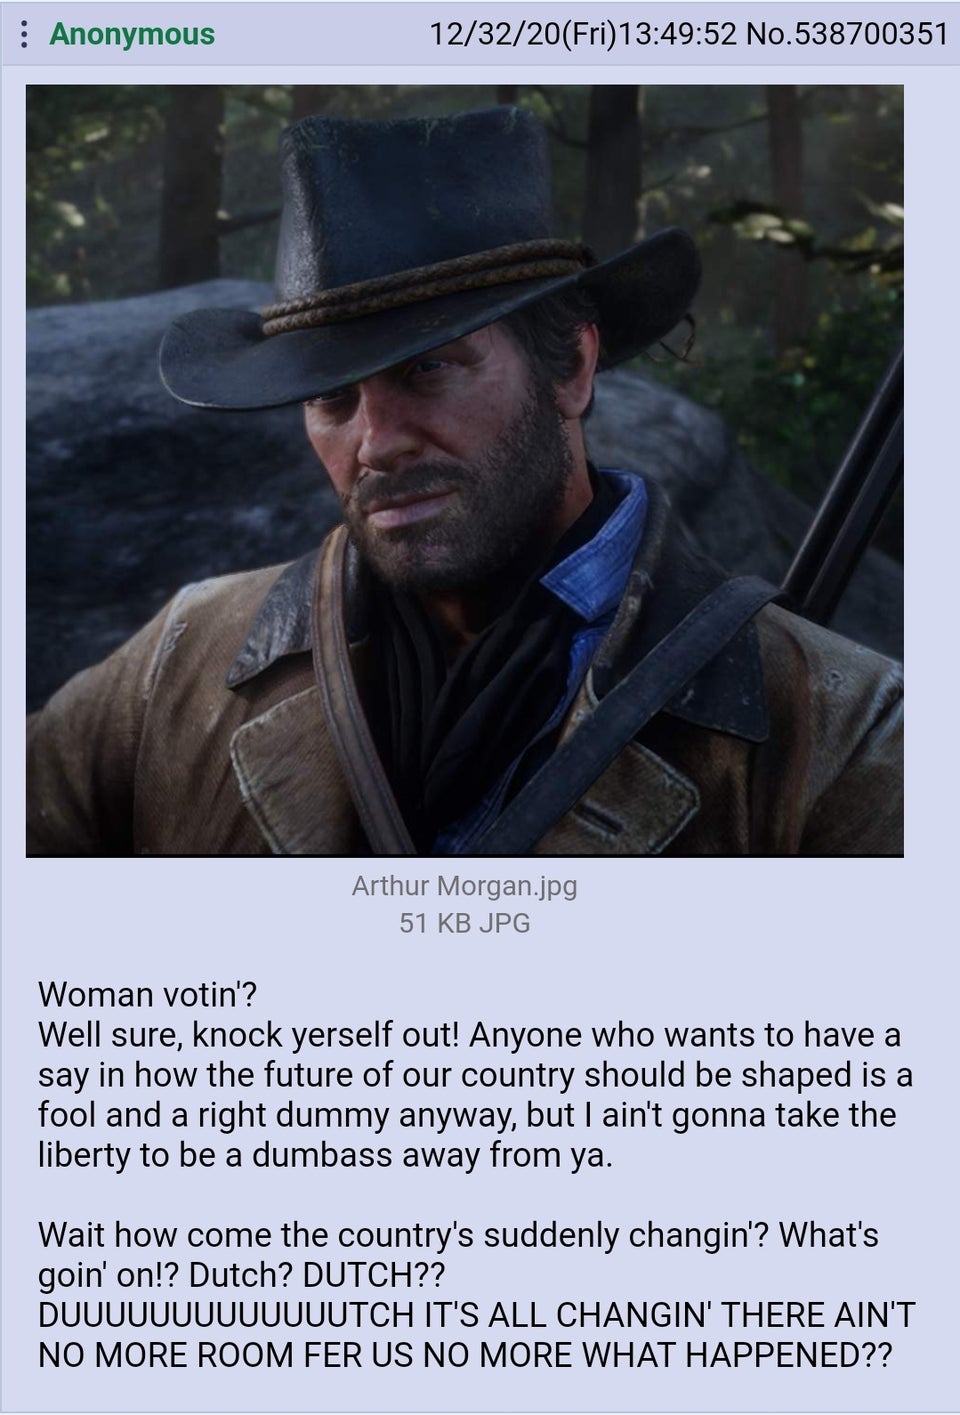 Anonymous 12/32/20(Fri)13:49:52 No.538700351
Arthur Morgan.jpg
51 KB JPG
Woman votin'?
Well sure, knock yerself out! Anyone who wants to have a
say in how the future of our country should be shaped is a
fool and a right dummy anyway, but I ain't gonna take the
liberty to be a dumbass away from ya.
Wait how come the country's suddenly changin'? What's
goin' on!? Dutch? DUTCH??
DUUUUUUUUUUUUUTCH IT'S ALL CHANGIN' THERE AIN'T
NO MORE ROOM FER US NO MORE WHAT HAPPENED??